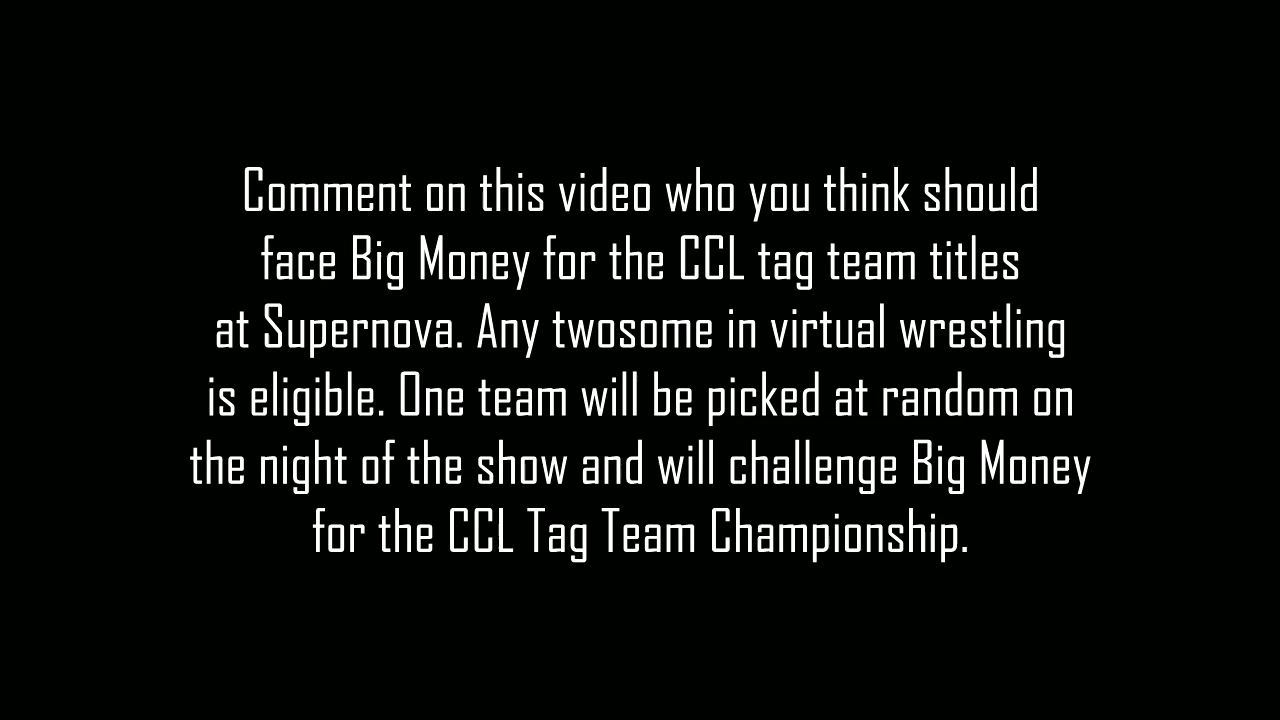 Comment on this video who you think should
face Big Money for the CCL tag team titles
at Supernova. Any twosome in virtual wrestling
is eligible. One team will be picked at random on
the night of the show and will challenge Big Money
for the CCL Tag Team Championship.